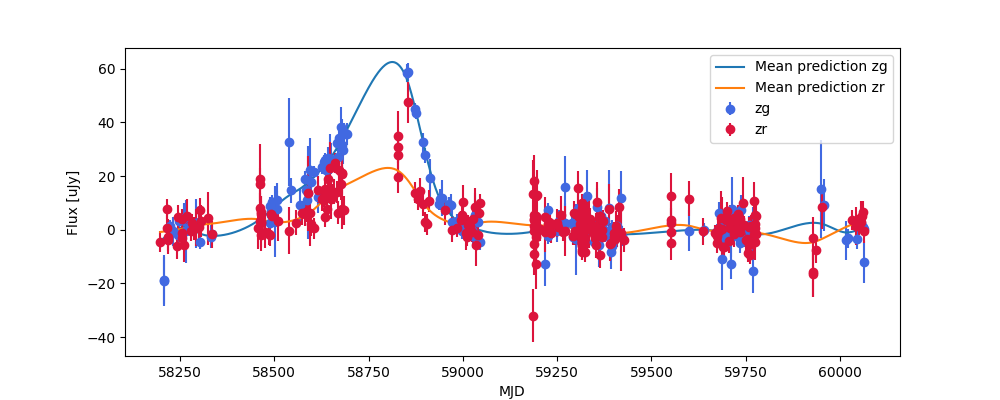 Mean prediction zg
Mean prediction zr
zg
zr
Flux [uJy]
60
40
20
0
−20
−40
58250
58500
58750
59000
59250
59500
59750
60000
MJD